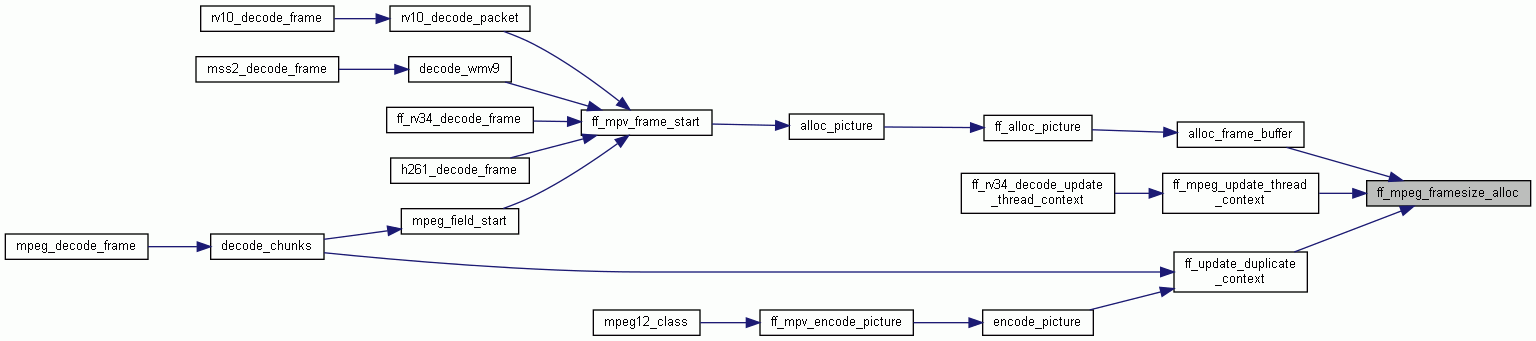 rv10_decode_frame
rv10_decode_packet
mss2_decode_frame
decode_wmv9
ff_rv34_decode_frame
ff_mpv_frame_start
alloc_picture
ff_alloc_picture
alloc_frame_buffer
h261_decode_frame
ff_rv34_decode_update
_thread_context
ff_mpeg_update_thread
_context
ff_mpeg_framesize_alloc
mpeg_field_start
mpeg_decode_frame
decode_chunks
ff_update_duplicate
_context
mpeg12_class
ff_mpv_encode_picture
encode_picture